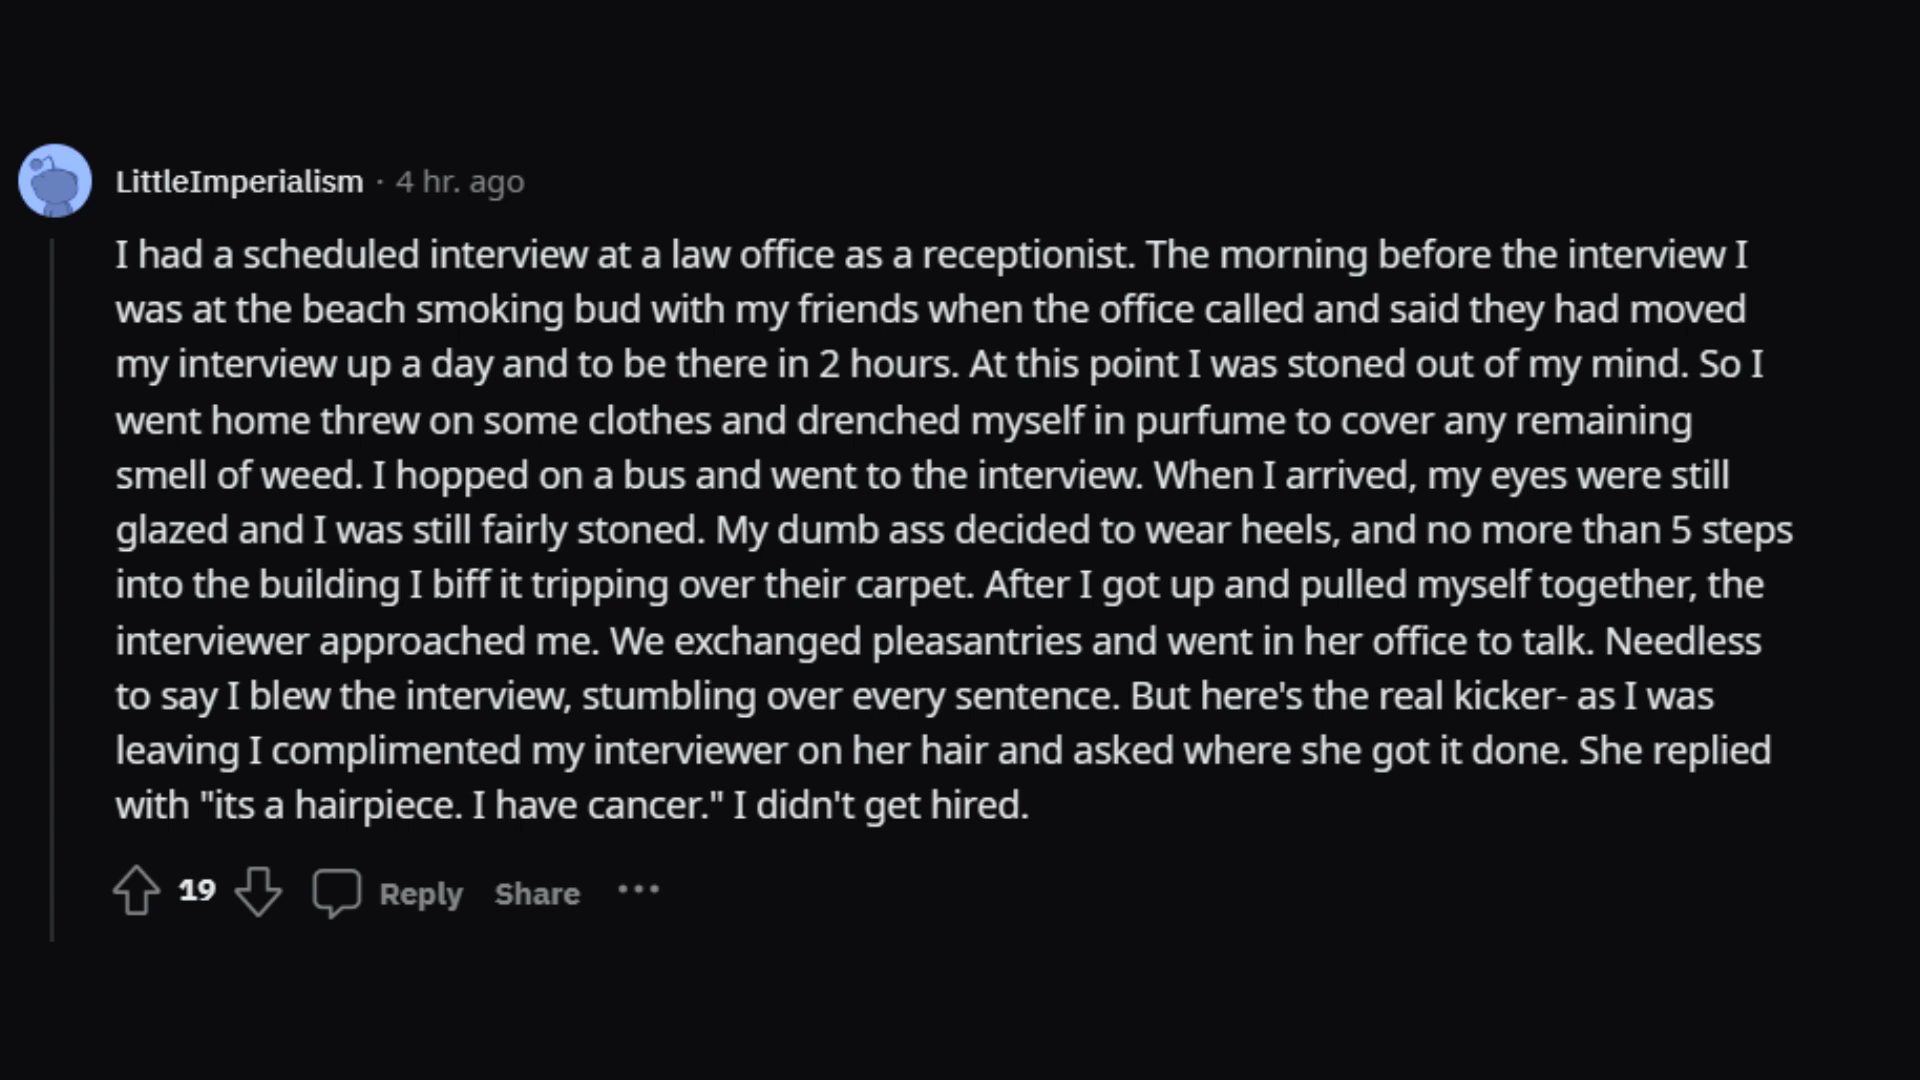 LittleImperialism · 4 hr. ago
I had a scheduled interview at a law office as a receptionist. The morning before the interview I
was at the beach smoking bud with my friends when the office called and said they had moved
my interview up a day and to be there in 2 hours. At this point I was stoned out of my mind. So I
went home threw on some clothes and drenched myself in purfume to cover any remaining
smell of weed. I hopped on a bus and went to the interview. When I arrived, my eyes were still
glazed and I was still fairly stoned. My dumb ass decided to wear heels, and no more than 5 steps
into the building I biff it tripping over their carpet. After I got up and pulled myself together, the
interviewer approached me. We exchanged pleasantries and went in her office to talk. Needless
to say I blew the interview, stumbling over every sentence. But here's the real kicker- as I was
leaving I complimented my interviewer on her hair and asked where she got it done. She replied
with "its a hairpiece. I have cancer." I didn't get hired.
19 Reply Share ···